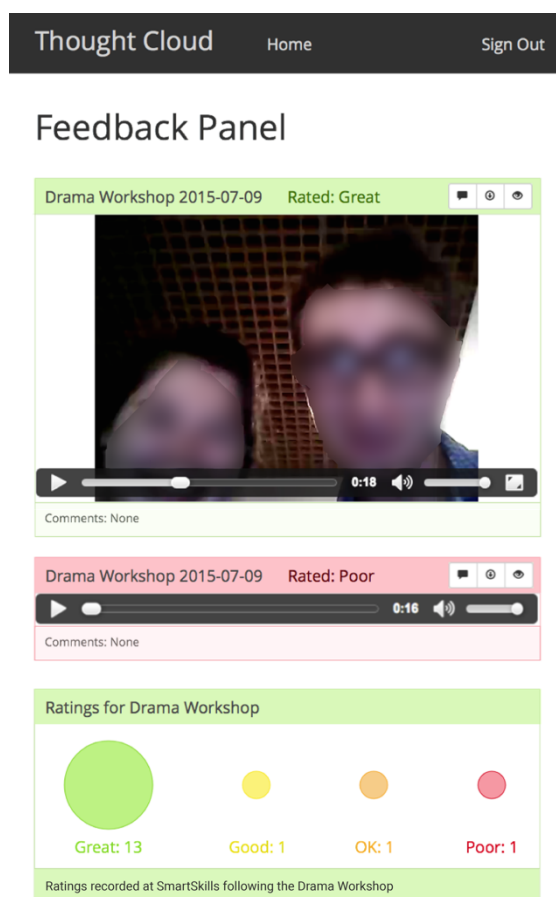 Thought Cloud Home Sign Out
Feedback Panel
Drama Workshop 2015-07-09 Rated: Great
0:18
Comments: None
Drama Workshop 2015-07-09 Rated: Poor
0:16
Comments: None
Ratings for Drama Workshop
Great: 13 Good: 1 OK: 1 Poor: 1
Ratings recorded at SmartSkills following the Drama Workshop